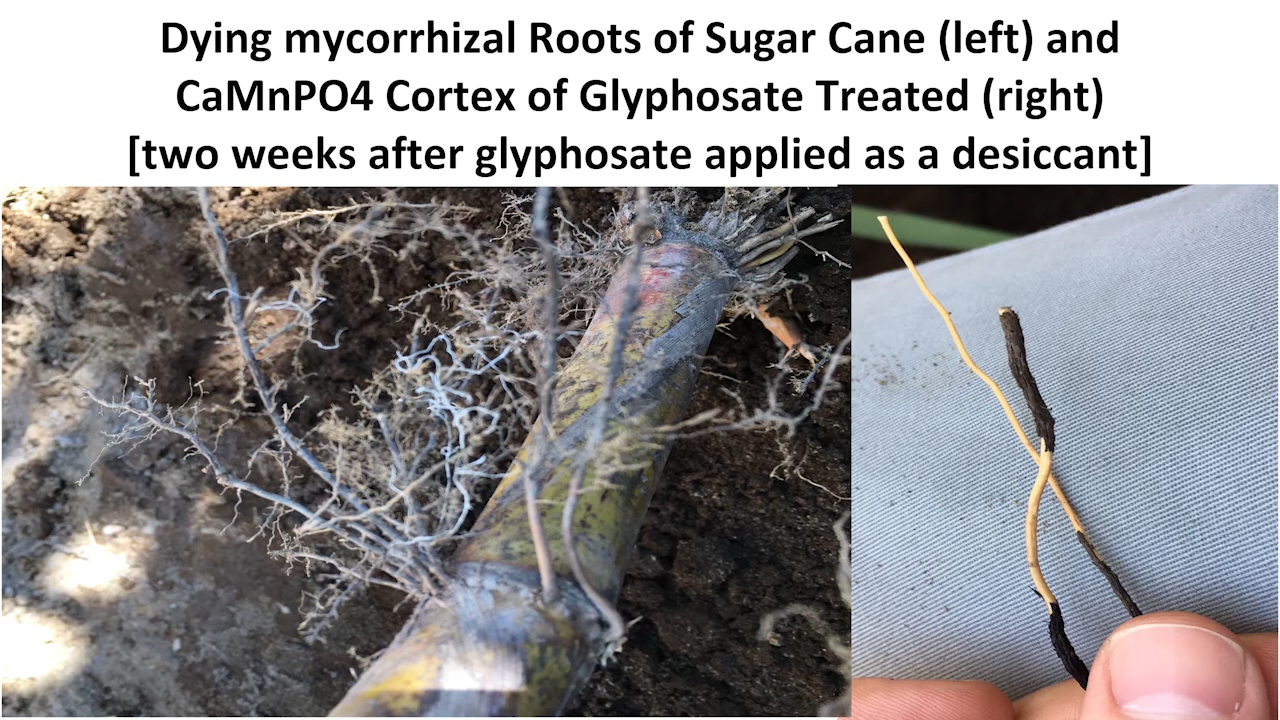 Dying mycorrhizal Roots of Sugar Cane (left) and
CaMnPO4 Cortex of Glyphosate Treated (right)
[two weeks after glyphosate applied as a desiccant]